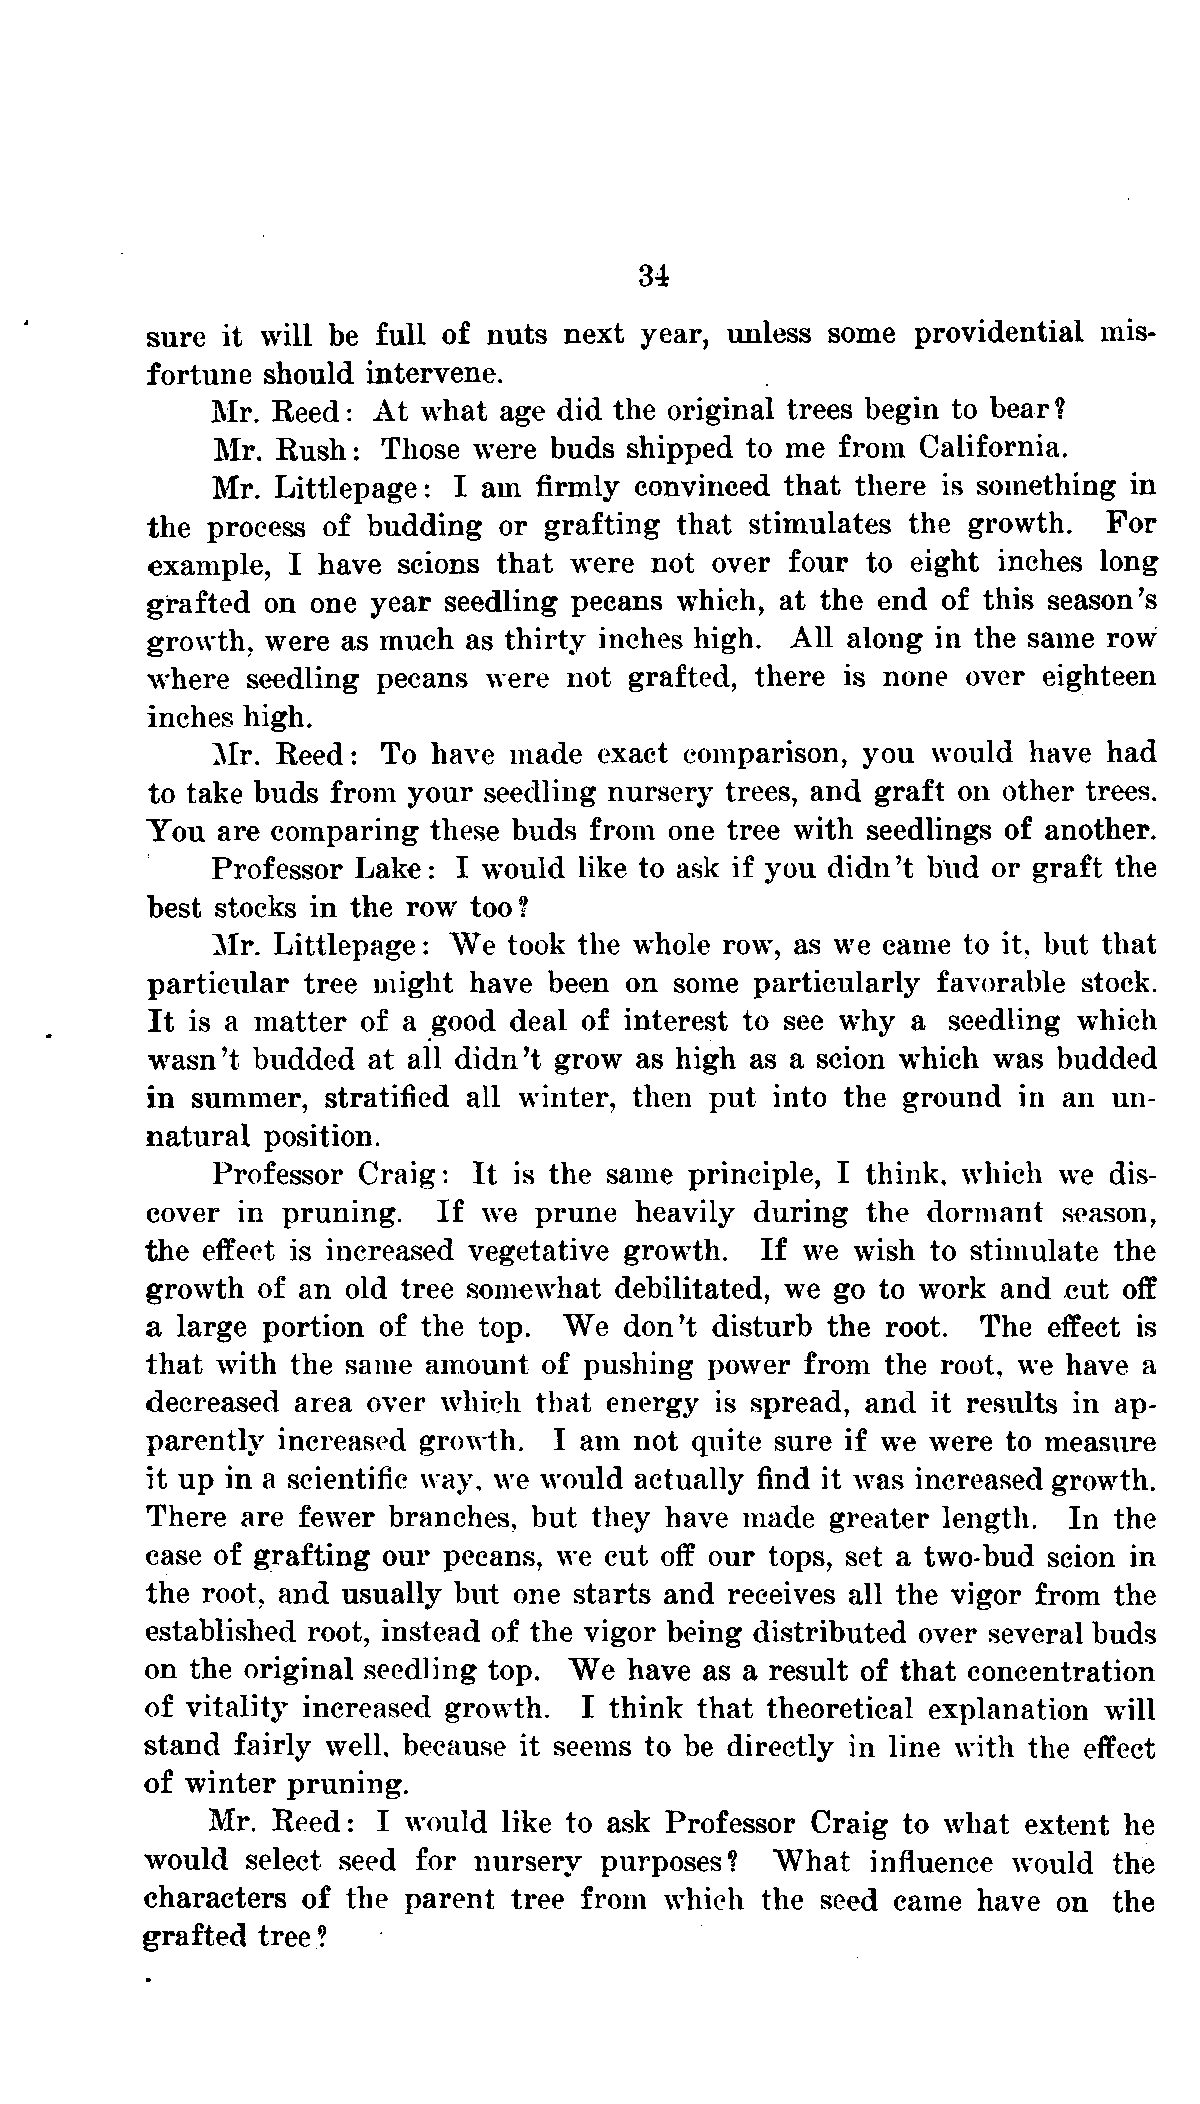 34
sure it will be full of nuts next year, unless some providential mis-
fortune should intervene.
Mr. Reed: At what age did the original trees begin to bear?
Mr. Rush: Those were buds shipped to me from California.
Mr. Littlepage: I am firmly convinced that there is something in
the process of budding or grafting that stimulates the growth. For
example, I have scions that were not over four to eight inches long
grafted on one year seedling pecans which, at the end of this season's
growth, were as much as thirty inches high. All along in the same row
where seedling pecans were not grafted, there is none over eighteen
inches high.
Mr. Reed: To have made exact comparison, you would have had
to take buds from your seedling nursery trees, and graft on other trees.
You are comparing these buds from one tree with seedlings of another.
Professor Lake: I would like to ask if you didn't bud or graft the
best stocks in the row too?
Mr. Littlepage: We took the whole row, as we came to it, but that
particular tree might have been on some particularly favorable stock.
It is a matter of a good deal of interest to see why a seedling which
wasn't budded at all didn't grow as high as a scion which was budded
in summer, stratified all winter, then put into the ground in an un-
natural position.
Professor Craig: It is the same principle, I think, which we dis-
cover in pruning. If we prune heavily during the dormant season,
the effect is increased vegetative growth. If we wish to stimulate the
growth of an old tree somewhat debilitated, we go to work and cut off
a large portion of the top. We don't disturb the root. The effect is
that with the same amount of pushing power from the root, we have a
decreased area over which that energy is spread, and it results in ap-
parently increased growth. I am not quite sure if we were to measure
it up in a scientific way, we would actually find it was increased growth.
There are fewer branches, but they have made greater length. In the
case of grafting our pecans, we cut off our tops, set a two-bud scion in
the root, and usually but one starts and receives all the vigor from the
established root, instead of the vigor being distributed over several buds
on the original seedling top. We have as a result of that concentration
of vitality increased growth. I think that theoretical explanation will
stand fairly well, because it seems to be directly in line with the effect
of winter pruning.
Mr. Reed: I would like to ask Professor Craig to what extent he
would select seed for nursery purposes? What influence would the
characters of the parent tree from which the seed came have on the
grafted tree?